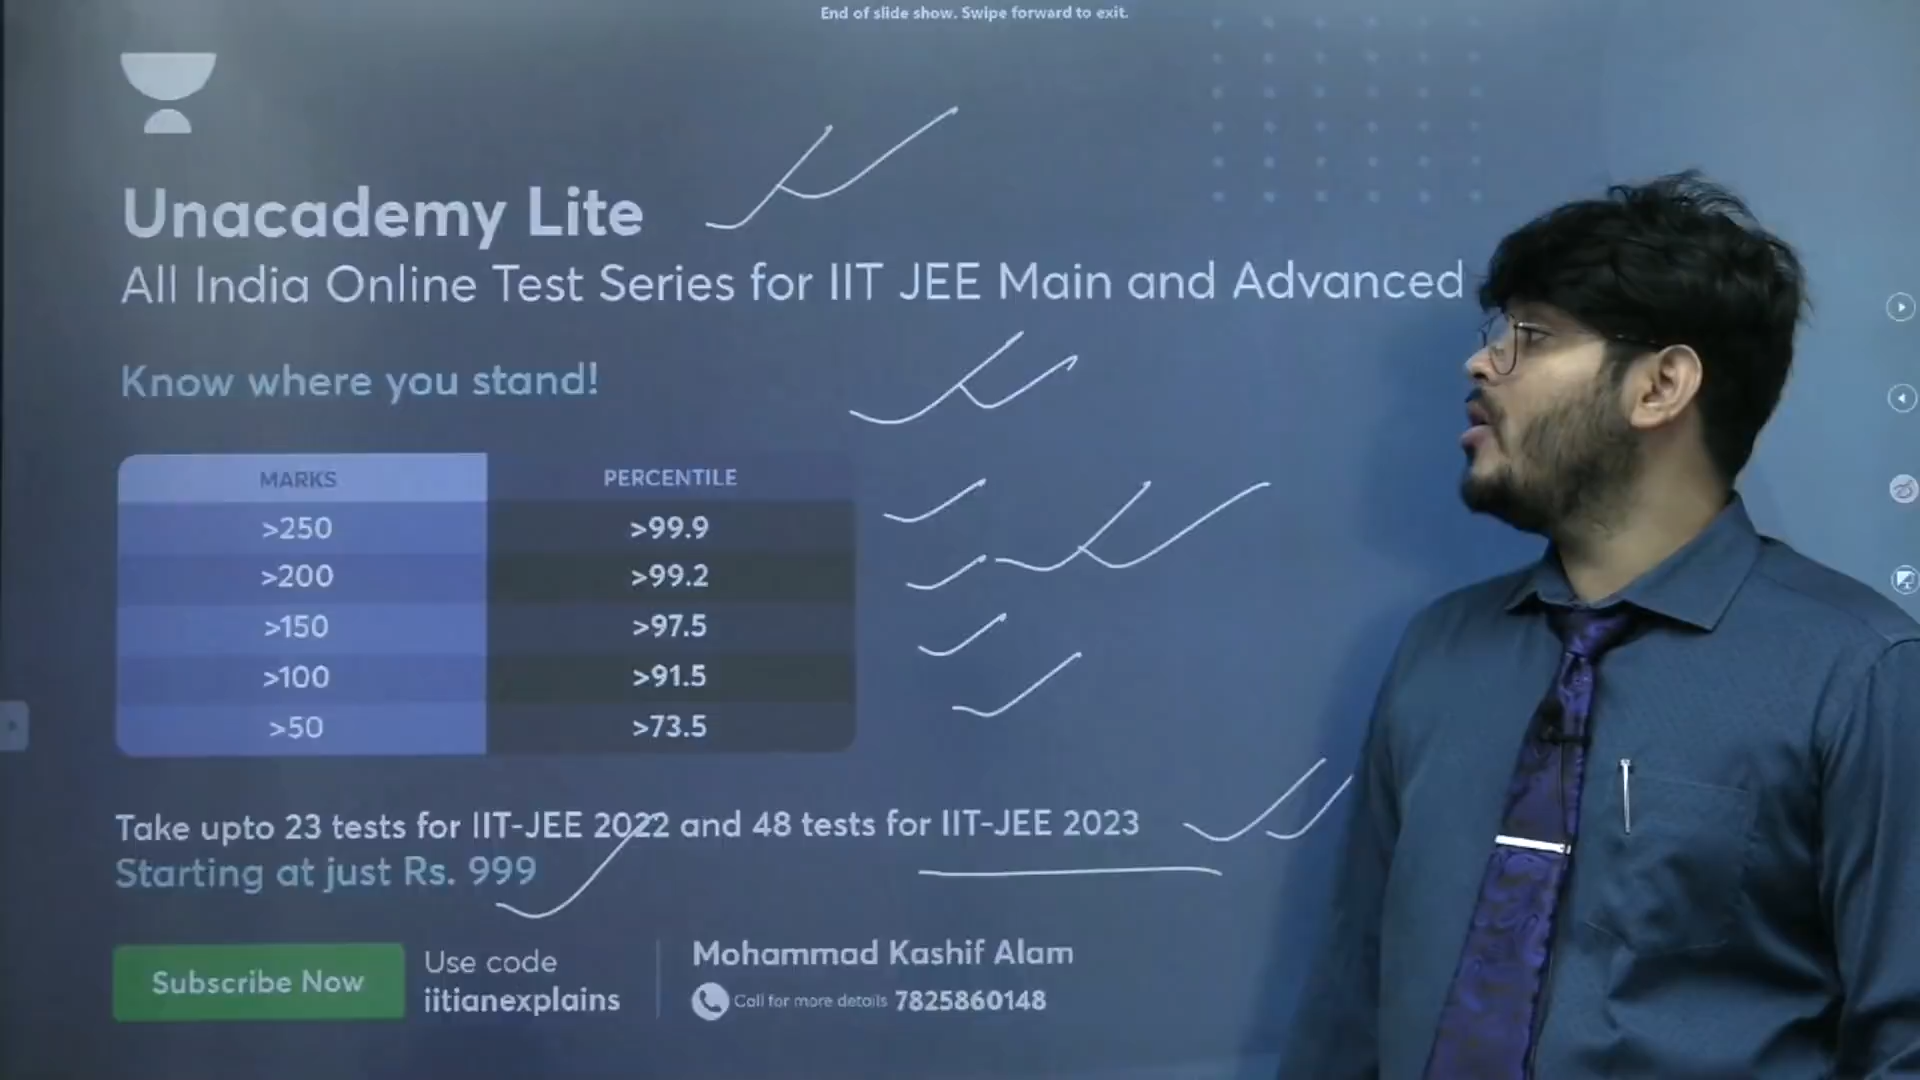 End of slide show. Swipe forward to exit.
Unacademy Lite
All India Online Test Series for IIT JEE Main and Advanced
Know where you stand!
MARKS PERCENTILE
>250 >99.9
>200 >99.2
>150 >97.5
>100 >91.5
>50 >73.5
Take upto 23 tests for IIT-JEE 2022 and 48 tests for IIT-JEE 2023
Starting at just Rs. 999
Subscribe Now
Use code
iitianexplains
Mohammad Kashif Alam
Call for more details 7825860148